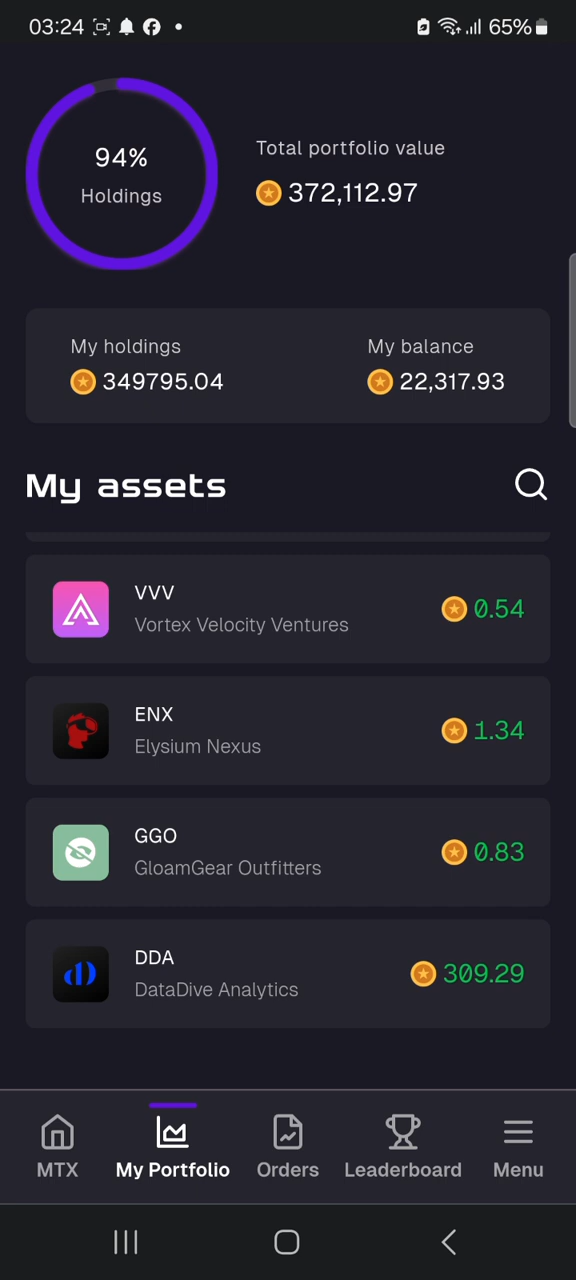 03:24 65%
94%
Holdings
Total portfolio value
372,112.97
My holdings
349795.04
My balance
22,317.93
My assets
VVV
Vortex Velocity Ventures
0.54
ENX
Elysium Nexus
1.34
GGO
GloamGear Outfitters
0.83
DDA
DataDive Analytics
309.29
MTX My Portfolio Orders Leaderboard Menu